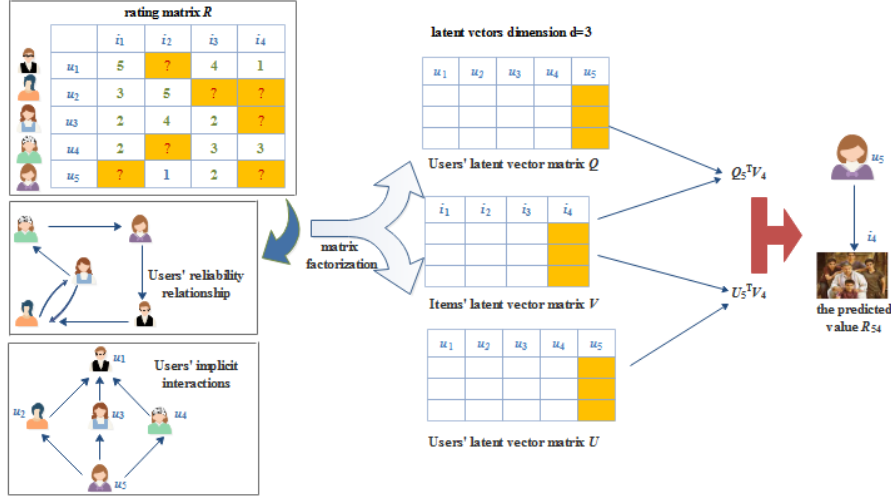 rating matrix R
i1 i2 i3 i4
u1 5 ? 4 1
u2 3 5 ? ?
u3 2 4 2 ?
u4 2 ? 3 3
u5 ? 1 2 ?
Users' reliability
relationship
Users' implicit
interactions
u1
u2
u3
u4
u5
matrix
factorization
latent vctors dimension d=3
u1 u2 u3 u4 u5
Users' latent vector matrix Q
i1 i2 i3 i4
Items' latent vector matrix V
u1 u2 u3 u4 u5
Users' latent vector matrix U
Q5TV4
U5TV4
u5
i4
the predicted
value R54